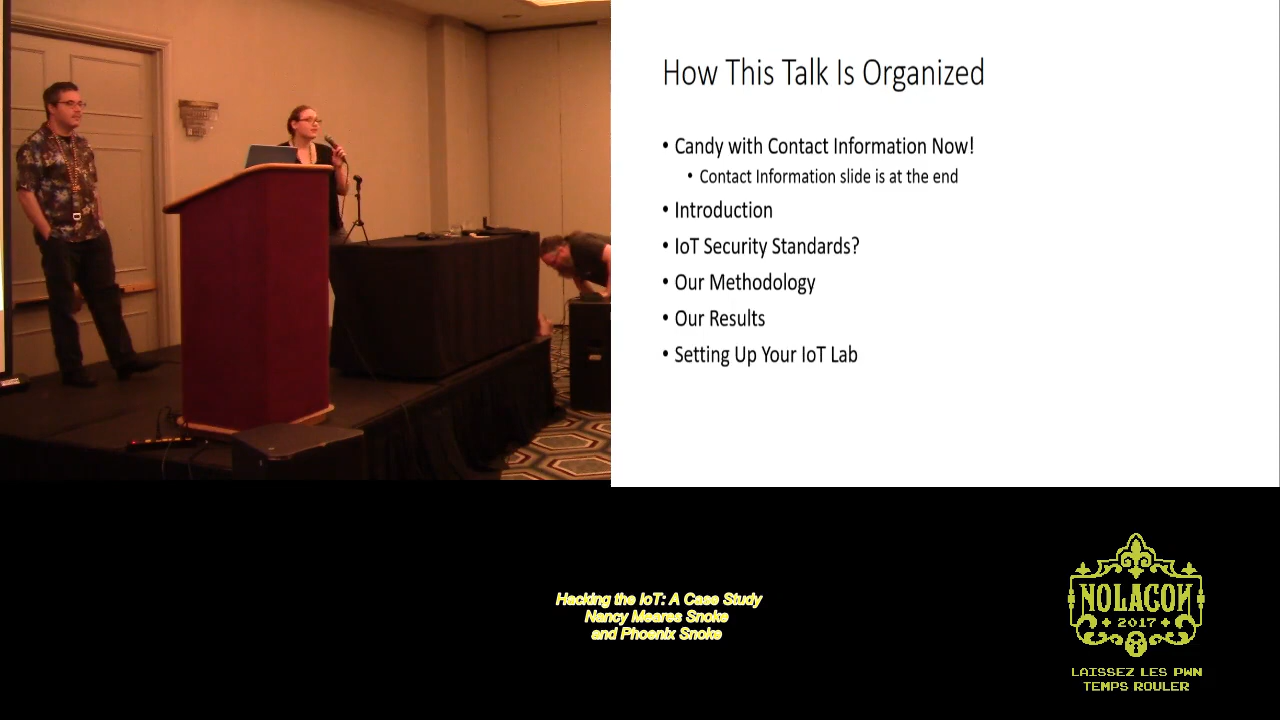 How This Talk Is Organized
• Candy with Contact Information Now!
• Contact Information slide is at the end
• Introduction
• IoT Security Standards?
• Our Methodology
• Our Results
• Setting Up Your IoT Lab
Hacking the IoT: A Case Study
Nancy Meares Snoke
and Phoenix Snoke
NOLACON
2017
LAISSEZ LES PWN
TEMPS ROULER